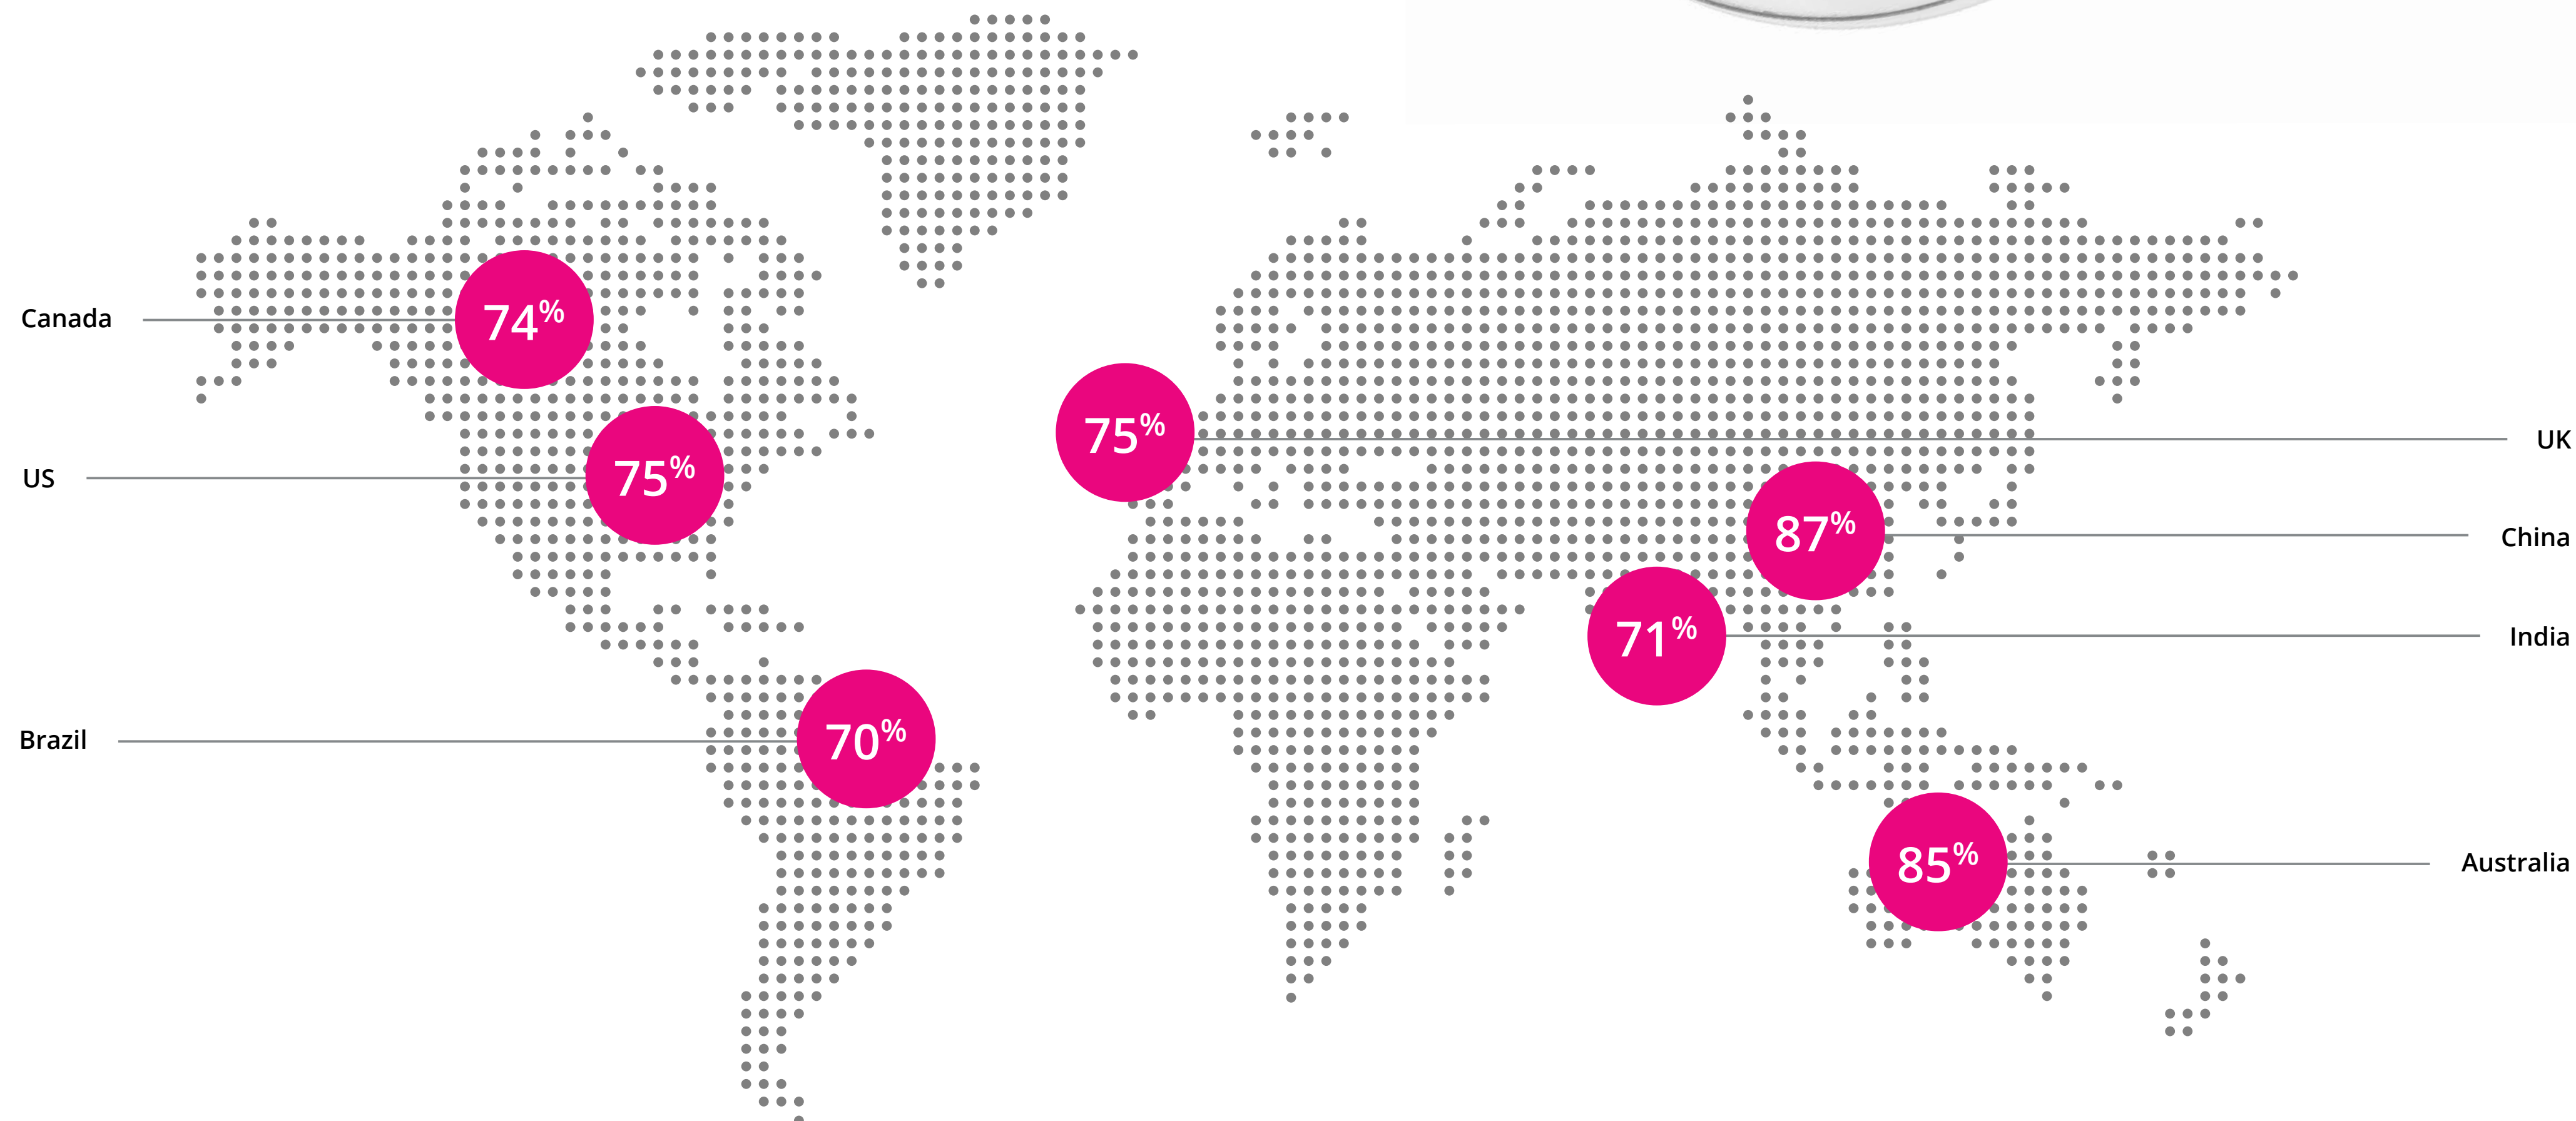 Canada
74%
US
75%
Brazil
70%
75%
UK
87%
China
71%
India
85%
Australia